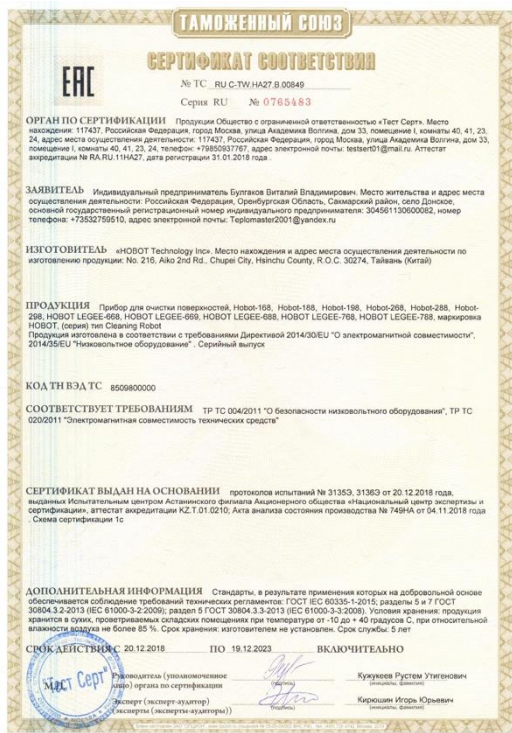 ТАМОЖЕННЫЙ СОЮЗ
СЕРТИФИКАТ СООТВЕТСТВИЯ
ЕАС
№ ТС RU C-TW.HA27.B.00849
Серия RU № 0765483
ОРГАН ПО СЕРТИФИКАЦИИ Продукции Общество с ограниченной ответственностью «Тест Серт». Место
нахождения: 117437, Российская Федерация, город Москва, улица Академика Волгина, дом 33, помещение I, комнаты 40, 41, 23,
24, адрес места осуществления деятельности: 117437, Российская Федерация, город Москва, улица Академика Волгина, дом 33,
помещение I, комнаты 40, 41, 23, 24, телефон: +79850937767, адрес электронной почты: testsert01@mail.ru. Аттестат
аккредитации № RA.RU.11HA27, дата регистрации 31.01.2018 года .
ЗАЯВИТЕЛЬ Индивидуальный предприниматель Булгаков Виталий Владимирович. Место жительства и адрес места
осуществления деятельности: Российская Федерация, Оренбургская Область, Сакмарский район, село Донское,
основной государственный регистрационный номер индивидуального предпринимателя: 304561130600082, номер
телефона: +73532759510, адрес электронной почты: Teplomaster2001@yandex.ru
ИЗГОТОВИТЕЛЬ «HOBOT Technology Inc». Место нахождения и адрес места осуществления деятельности по
изготовлению продукции: No. 216, Aiko 2nd Rd., Chupei City, Hsinchu County, R.O.C. 30274, Тайвань (Китай)
ПРОДУКЦИЯ Прибор для очистки поверхностей, Hobot-168, Hobot-188, Hobot-198, Hobot-268, Hobot-288, Hobot-
298, HOBOT LEGEE-668, HOBOT LEGEE-669, HOBOT LEGEE-688, HOBOT LEGEE-768, HOBOT LEGEE-788, маркировка
HOBOT, (серия) тип Cleaning Robot
Продукция изготовлена в соответствии с требованиями Директивой 2014/30/EU "О электромагнитной совместимости",
2014/35/EU "Низковольтное оборудование" . Серийный выпуск
КОД ТН ВЭД ТС 8509800000
СООТВЕТСТВУЕТ ТРЕБОВАНИЯМ ТР ТС 004/2011 "О безопасности низковольтного оборудования", ТР ТС
020/2011 "Электромагнитная совместимость технических средств"
СЕРТИФИКАТ ВЫДАН НА ОСНОВАНИИ протоколов испытаний № 3135Э, 3136Э от 20.12.2018 года,
выданных Испытательным центром Астанинского филиала Акционерного общества «Национальный центр экспертизы и
сертификации», аттестат аккредитации KZ.T.01.0210; Акта анализа состояния производства № 749HA от 04.11.2018 года
. Схема сертификации 1с
ДОПОЛНИТЕЛЬНАЯ ИНФОРМАЦИЯ Стандарты, в результате применения которых на добровольной основе
обеспечивается соблюдение требований технических регламентов: ГОСТ IEC 60335-1-2015; разделы 5 и 7 ГОСТ
30804.3.2-2013 (IEC 61000-3-2:2009); раздел 5 ГОСТ 30804.3.3-2013 (IEC 61000-3-3:2008). Условия хранения: продукция
хранится в сухих, проветриваемых складских помещениях при температуре от -10 до + 40 градусов С, при относительной
влажности воздуха не более 85 %. Срок хранения: изготовителем не установлен. Срок службы: 5 лет
СРОК ДЕЙСТВИЯ С 20.12.2018 ПО 19.12.2023 ВКЛЮЧИТЕЛЬНО
М.П.
"Тест Серт"
Руководитель (уполномоченное
лицо) органа по сертификации
(подпись)
Кужукеев Рустем Утигенович
(инициалы, фамилия)
Эксперт (эксперт-аудитор)
(эксперты (эксперты-аудиторы))
(подпись)
Кирюшин Игорь Юрьевич
(инициалы, фамилия)